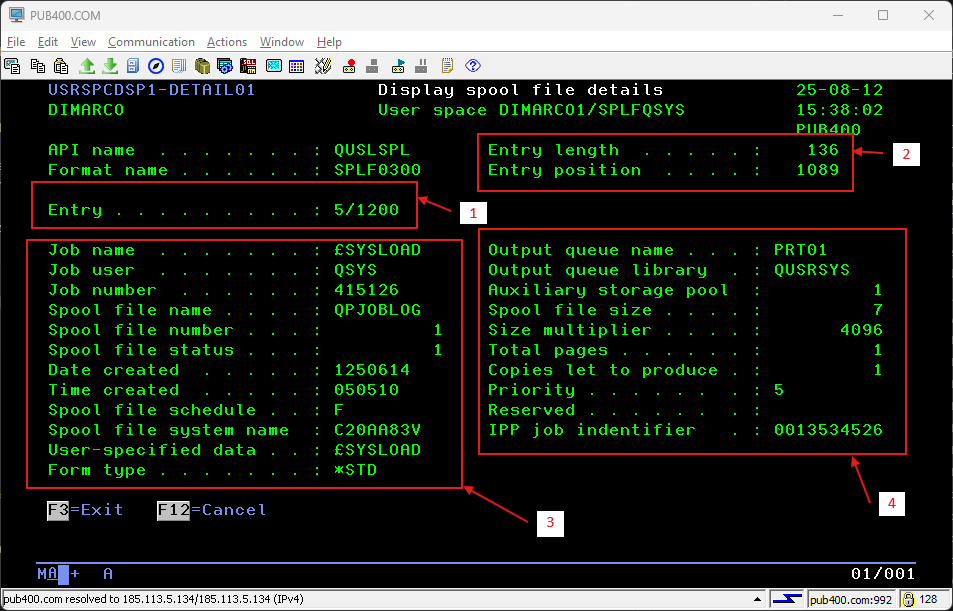 PUB400.COM
File Edit View Communication Actions Window Help
USRSPCDSP1-DETAIL01 Display spool file details 25-08-12
DIMARCO User space DIMARCO1/SPLFQSYS 15:38:02
PUB400
API name . . . . . . . : QUSLSPL Entry length . . . . . : 136
Format name . . . . . . : SPLF0300 Entry position . . . . : 1089
2
Entry . . . . . . . . . : 5/1200
1
Job name . . . . . . . : £SYSLOAD Output queue name . . . : PRT01
Job user . . . . . . . : QSYS Output queue library . : QUSRSYS
Job number . . . . . . : 415126 Auxiliary storage pool : 1
Spool file name . . . . : QPJOBLOG Spool file size . . . . : 7
Spool file number . . . : 1 Size multiplier . . . . : 4096
Spool file status . . . : 1 Total pages . . . . . . : 1
Date created . . . . . : 1250614 Copies let to produce . : 1
Time created . . . . . : 050510 Priority . . . . . . . : 5
Spool file schedule . . : F Reserved . . . . . . . :
Spool file system name : C20AA83V IPP job indentifier . : 0013534526
User-specified data . . : £SYSLOAD
Form type . . . . . . . : *STD
4
F3=Exit F12=Cancel
3
MA + A 01/001
pub400.com resolved to 185.113.5.134/185.113.5.134 (IPv4) pub400.com:992 128